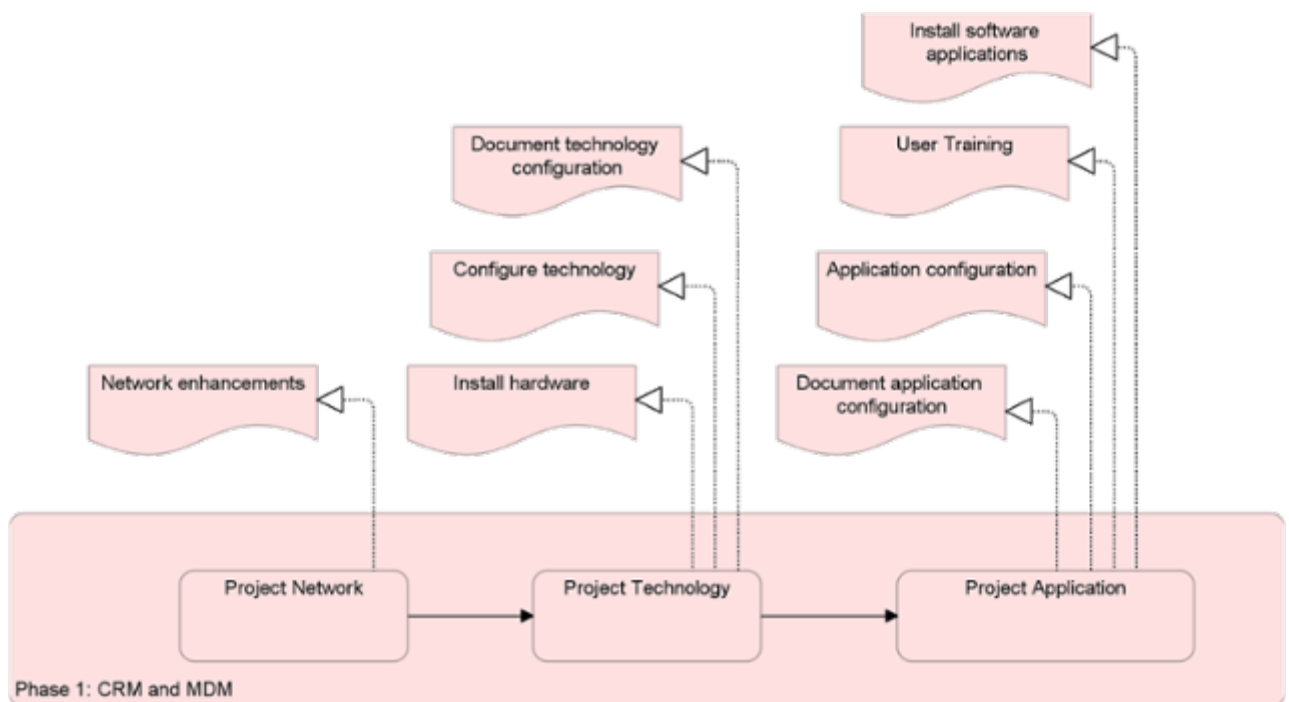 Install software
applications
Document technology
configuration
User Training
Configure technology
Application configuration
Network enhancements
Install hardware
Document application
configuration
Project Network
Project Technology
Project Application
Phase 1: CRM and MDM